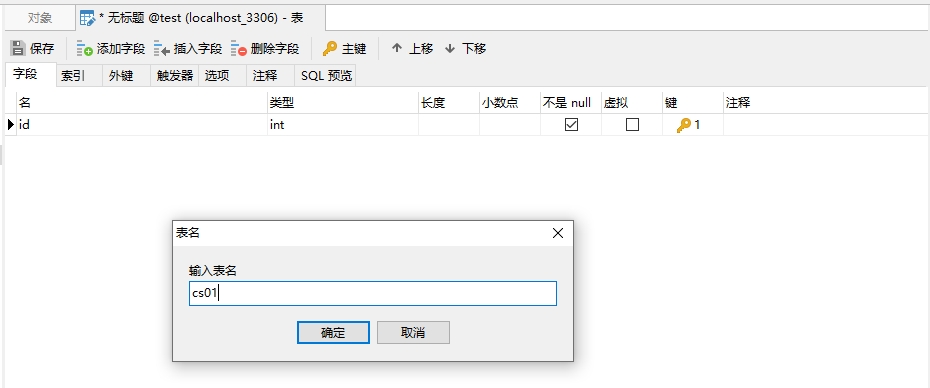 对象 * 无标题 @test (localhost_3306) - 表
保存 添加字段 插入字段 删除字段 主键 上移 下移
字段 索引 外键 触发器 选项 注释 SQL 预览
名 类型 长度 小数点 不是 null 虚拟 键 注释
id int 1
表名
输入表名
cs01
确定 取消